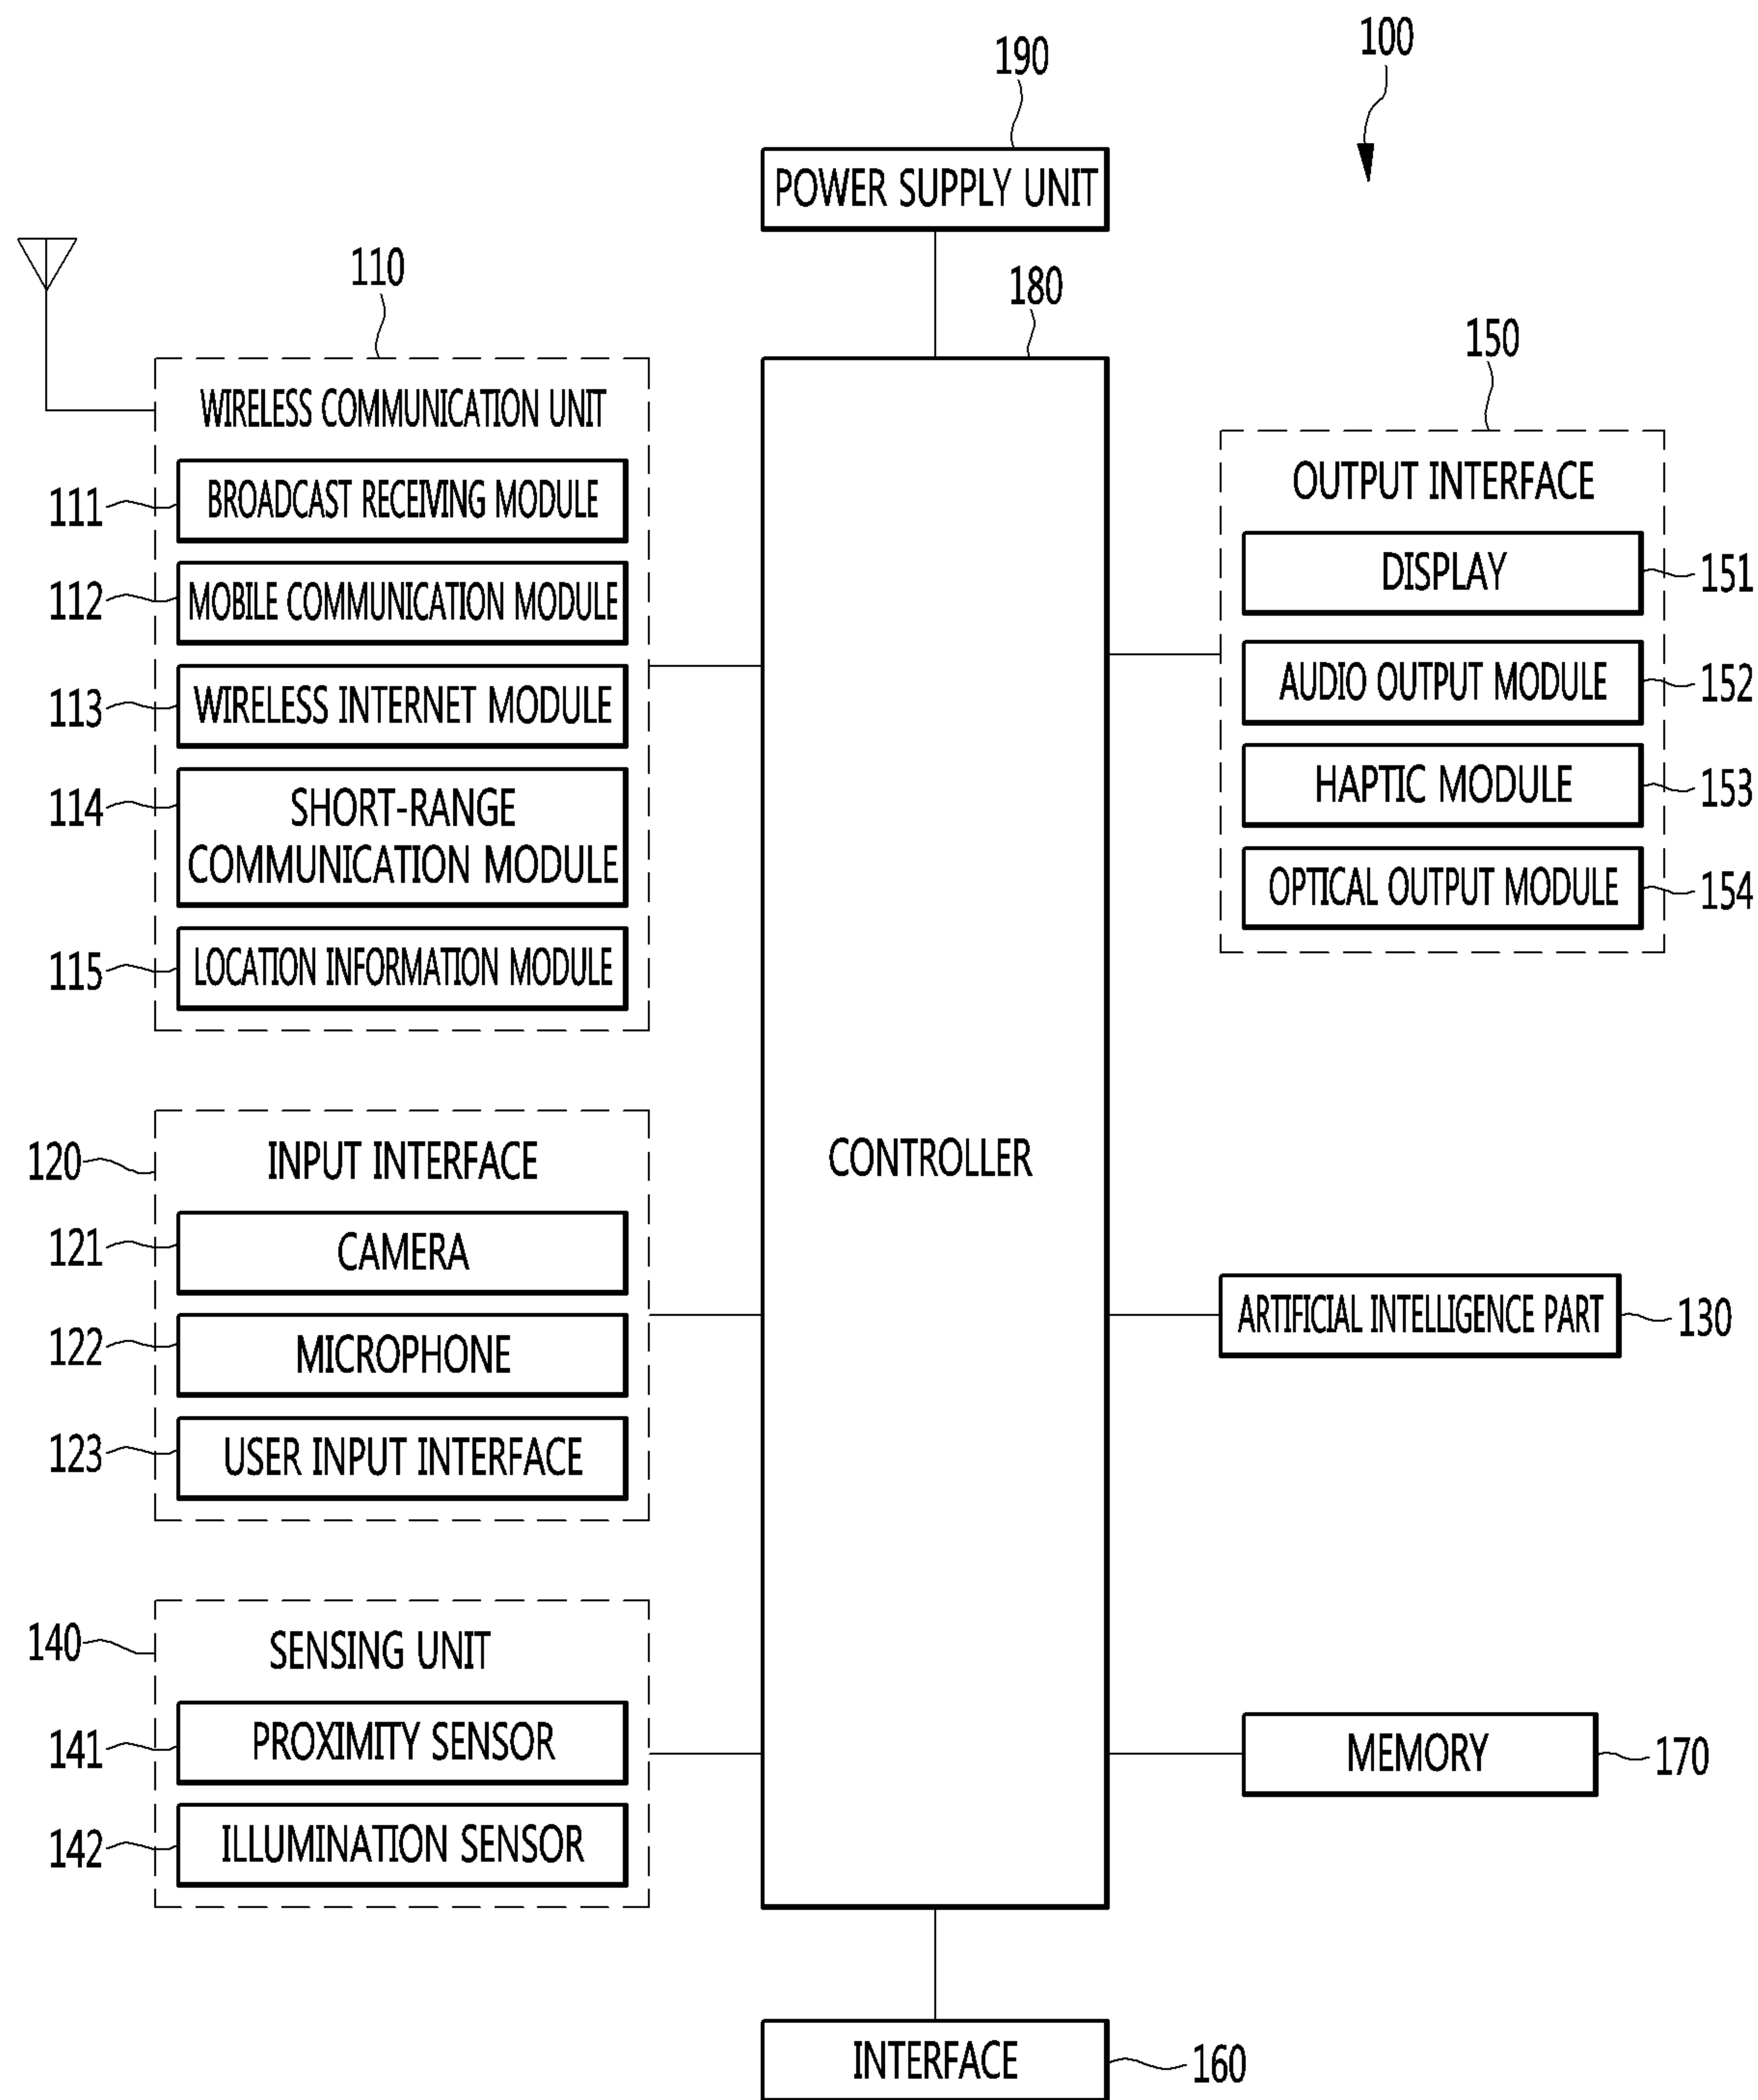 100
190
POWER SUPPLY UNIT
110
180
150
WIRELESS COMMUNICATION UNIT
111
BROADCAST RECEIVING MODULE
112
MOBILE COMMUNICATION MODULE
113
WIRELESS INTERNET MODULE
114
SHORT-RANGE
COMMUNICATION MODULE
115
LOCATION INFORMATION MODULE
OUTPUT INTERFACE
DISPLAY
151
AUDIO OUTPUT MODULE
152
HAPTIC MODULE
153
OPTICAL OUTPUT MODULE
154
CONTROLLER
120
INPUT INTERFACE
121
CAMERA
122
MICROPHONE
123
USER INPUT INTERFACE
ARTIFICIAL INTELLIGENCE PART
130
140
SENSING UNIT
141
PROXIMITY SENSOR
142
ILLUMINATION SENSOR
MEMORY
170
INTERFACE
160